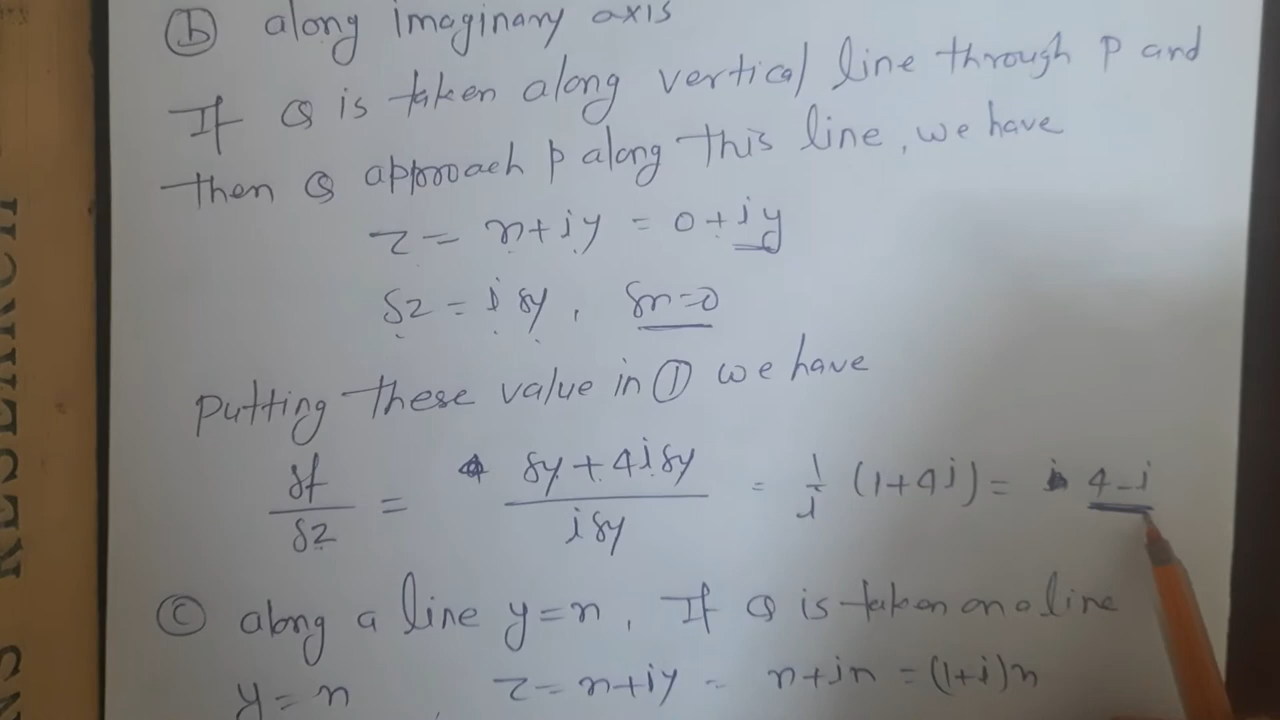 ⓑ along imaginary axis
If Q is taken along vertical line through P and
then Q approach P along this line, we have
z = x+iy = 0+iy
δz = iδy, δx=0
Putting these value in ① we have
δf/δz = (δy + 4iδy)/(iδy) = 1/i (1+4i) = 4-i
ⓒ along a line y=x, If Q is taken on a line
y=x z=x+iy = x+ix = (1+i)x
RESEARCH